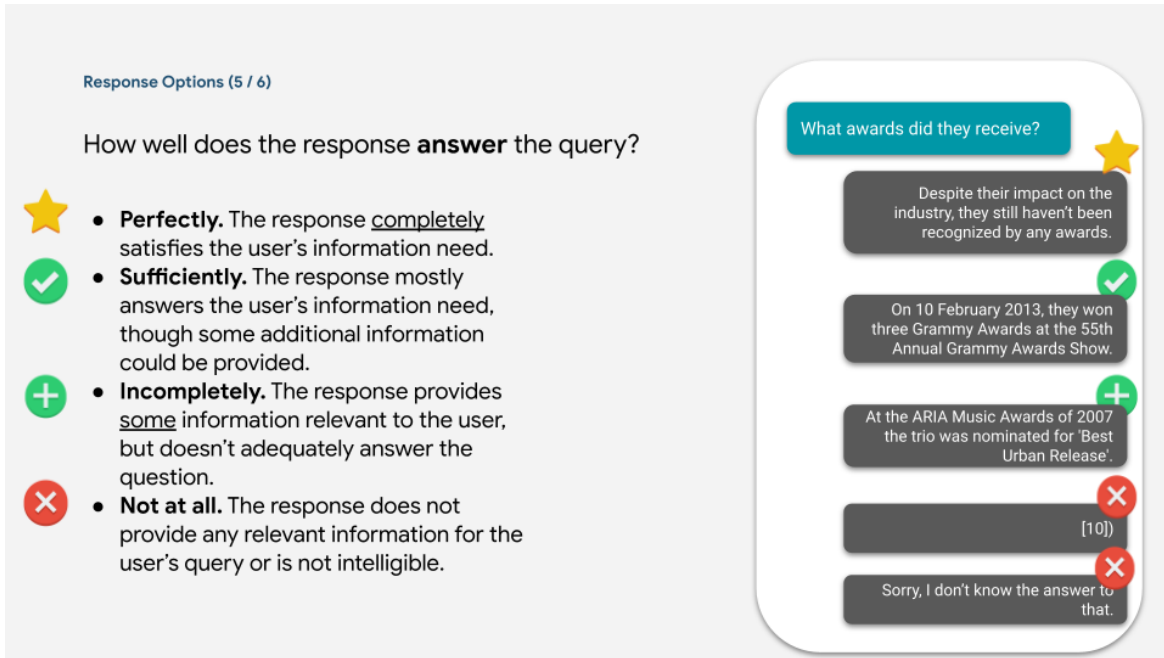 Response Options (5 / 6)
How well does the response answer the query?
● Perfectly. The response completely
satisfies the user's information need.
● Sufficiently. The response mostly
answers the user's information need,
though some additional information
could be provided.
● Incompletely. The response provides
some information relevant to the user,
but doesn't adequately answer the
question.
● Not at all. The response does not
provide any relevant information for the
user's query or is not intelligible.
What awards did they receive?
Despite their impact on the
industry, they still haven't been
recognized by any awards.
On 10 February 2013, they won
three Grammy Awards at the 55th
Annual Grammy Awards Show.
At the ARIA Music Awards of 2007
the trio was nominated for 'Best
Urban Release'.
[10])
Sorry, I don't know the answer to
that.